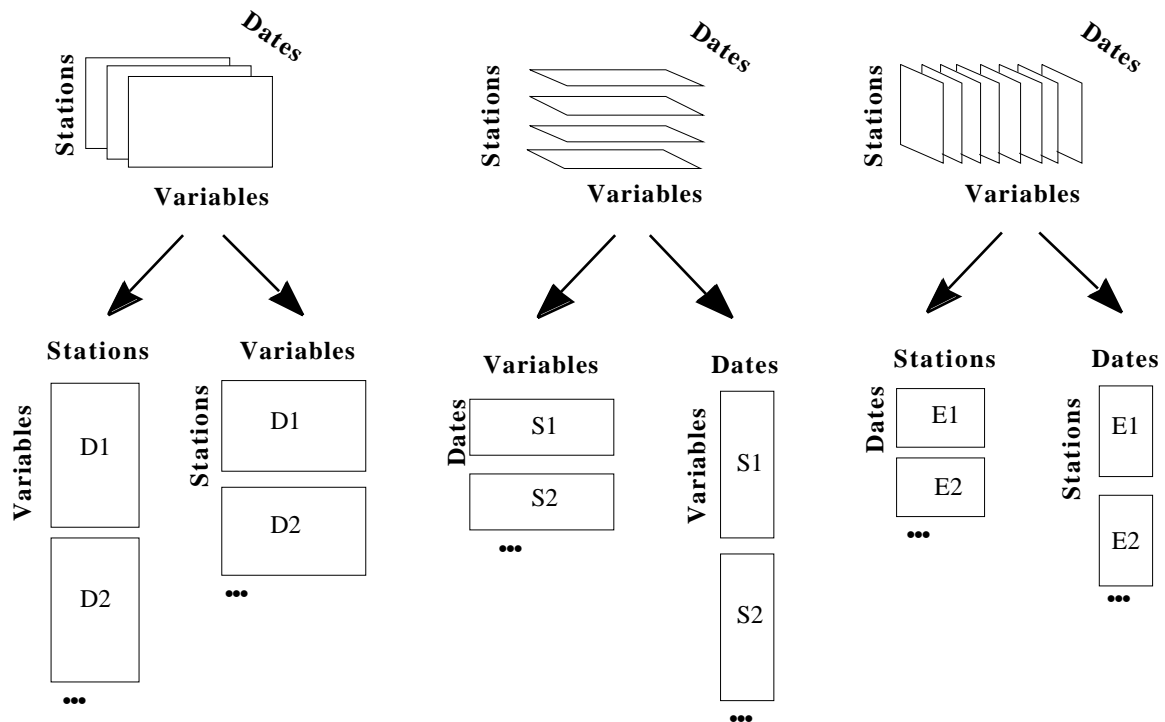 Dates
Stations
Variables
Dates
Stations
Variables
Dates
Stations
Variables
Stations
Variables
D1
D2
•••
Variables
Stations
D1
D2
•••
Variables
Dates
S1
S2
•••
Dates
Variables
S1
S2
•••
Stations
Dates
E1
E2
•••
Dates
Stations
E1
E2
•••